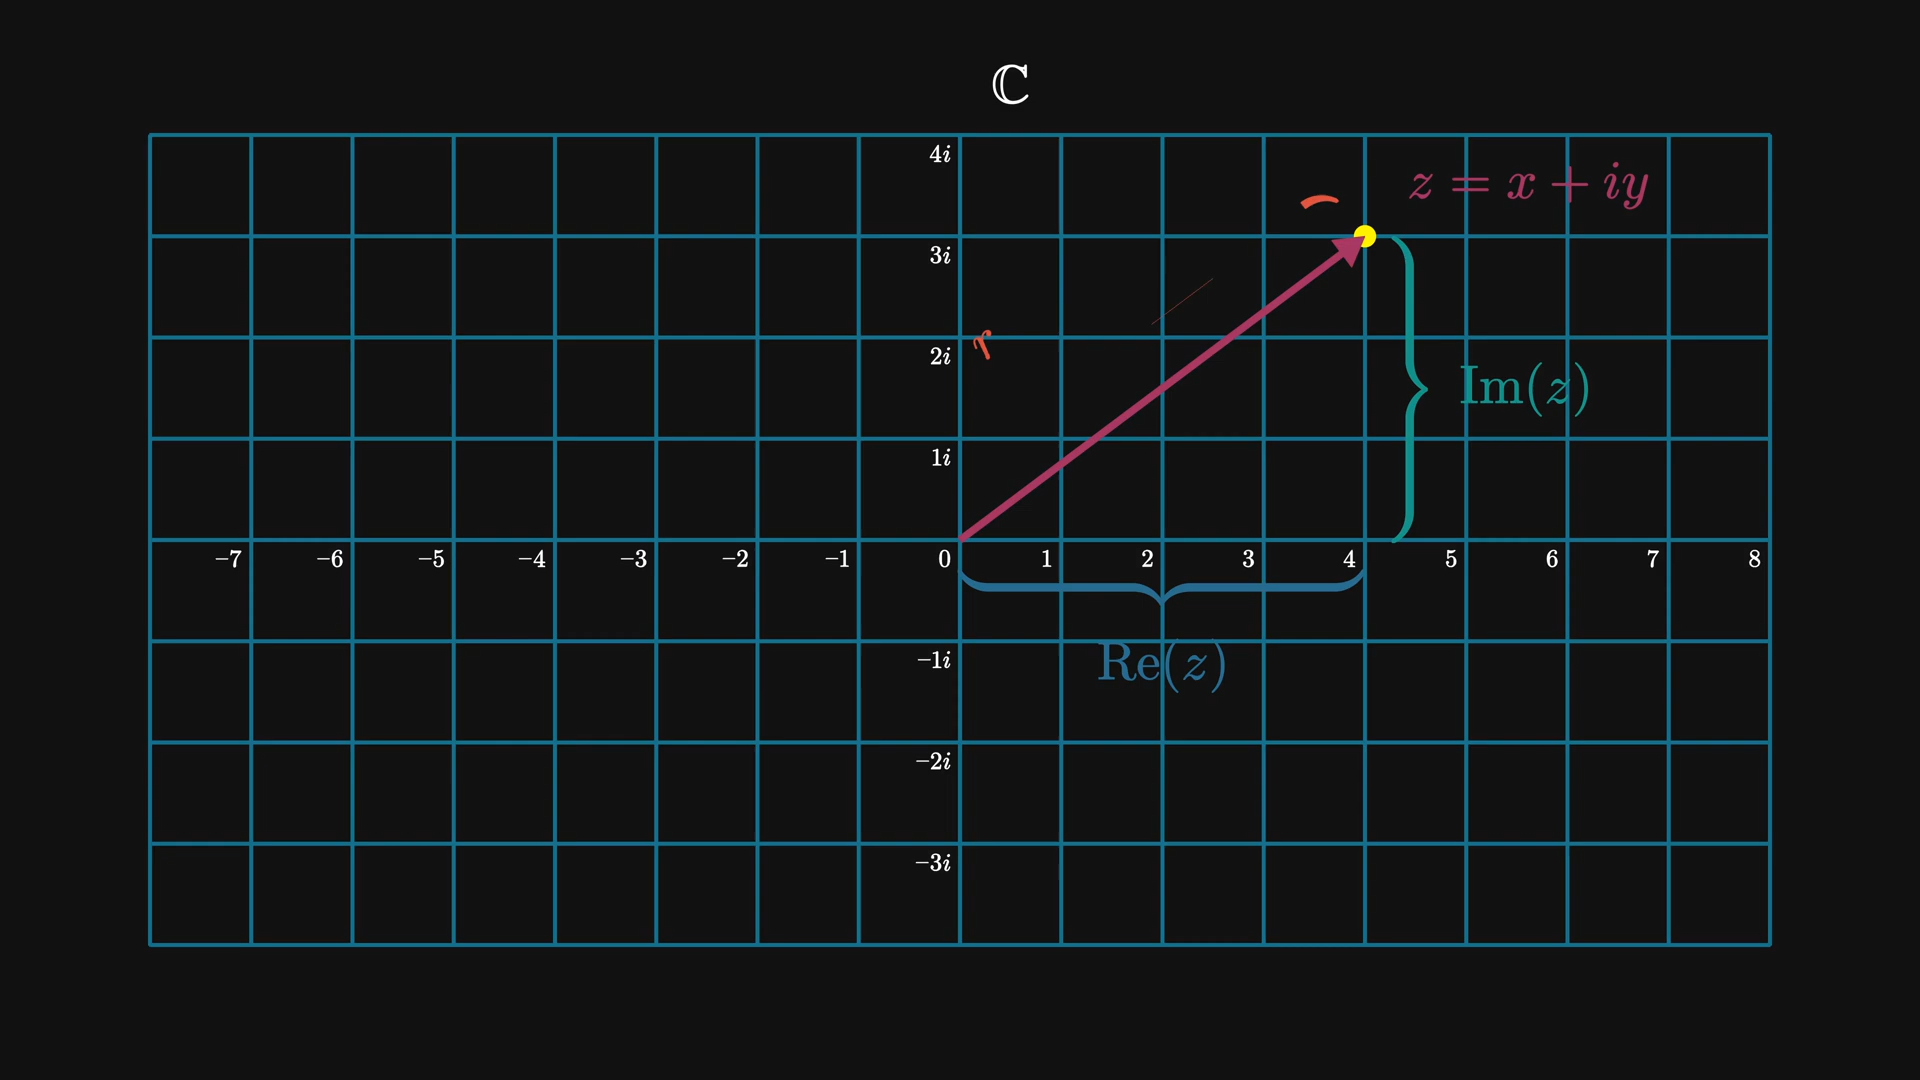 ℂ
4i
z = x + iy
3i
2i
Im(z)
1i
−7 −6 −5 −4 −3 −2 −1 0 1 2 3 4 5 6 7 8
Re(z)
−1i
−2i
−3i